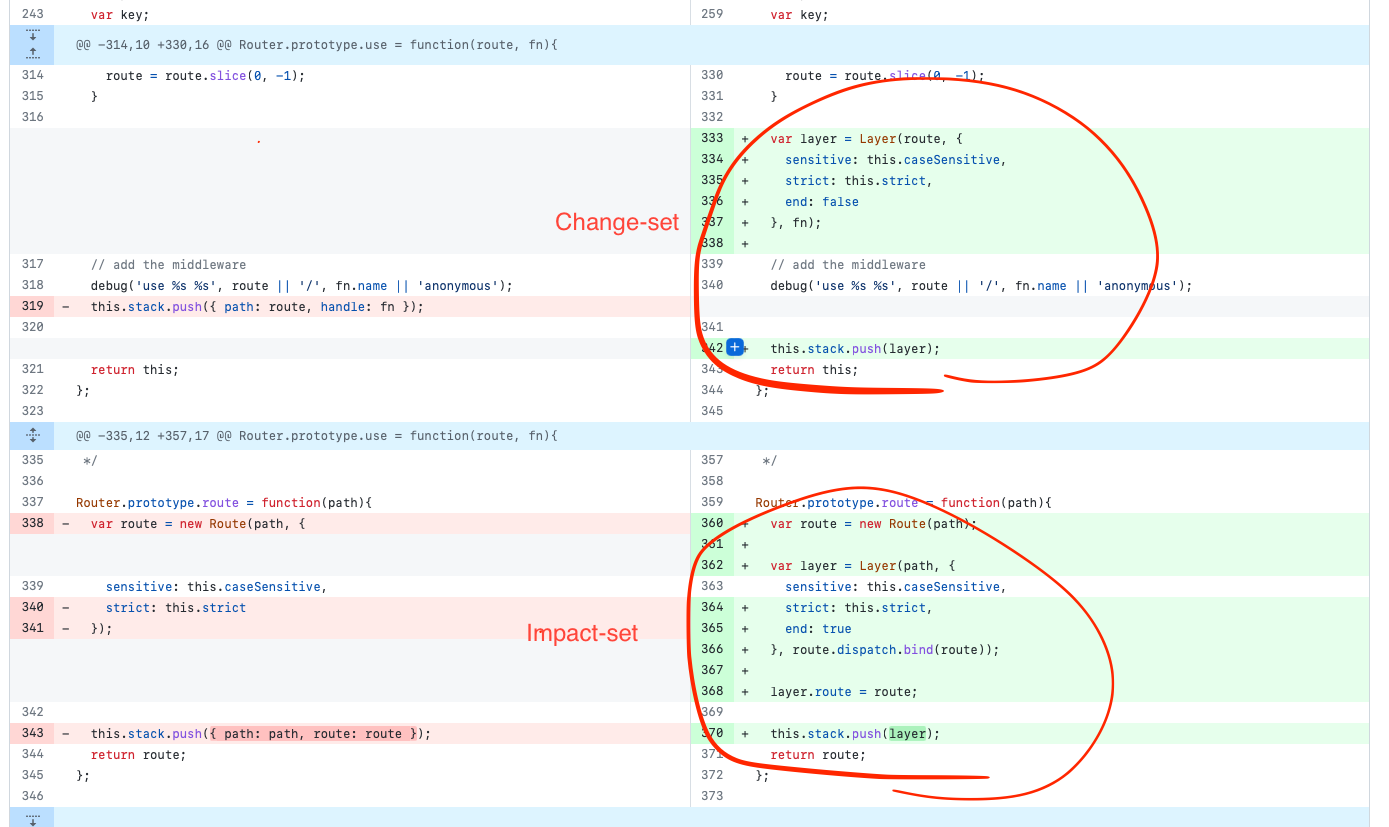 243 var key; 259 var key;
@@ -314,10 +330,16 @@ Router.prototype.use = function(route, fn){
314 route = route.slice(0, -1); 330 route = route.slice(0, -1);
315 } 331 }
316 332
333 + var layer = Layer(route, {
334 + sensitive: this.caseSensitive,
335 + strict: this.strict,
336 + end: false
Change-set 337 + }, fn);
338 +
317 // add the middleware 339 // add the middleware
318 debug('use %s %s', route || '/', fn.name || 'anonymous'); 340 debug('use %s %s', route || '/', fn.name || 'anonymous');
319 - this.stack.push({ path: route, handle: fn });
320 341
342 + this.stack.push(layer);
321 return this; 343 return this;
322 }; 344 };
323 345
@@ -335,12 +357,17 @@ Router.prototype.use = function(route, fn){
335 */ 357 */
336 358
337 Router.prototype.route = function(path){ 359 Router.prototype.route = function(path){
338 - var route = new Route(path, { 360 + var route = new Route(path);
361 +
362 + var layer = Layer(path, {
339 sensitive: this.caseSensitive, 363 sensitive: this.caseSensitive,
340 - strict: this.strict 364 + strict: this.strict,
341 - }); Impact-set 365 + end: true
366 + }, route.dispatch.bind(route));
367 +
368 + layer.route = route;
342 369
343 - this.stack.push({ path: path, route: route }); 370 + this.stack.push(layer);
344 return route; 371 return route;
345 }; 372 };
346 373